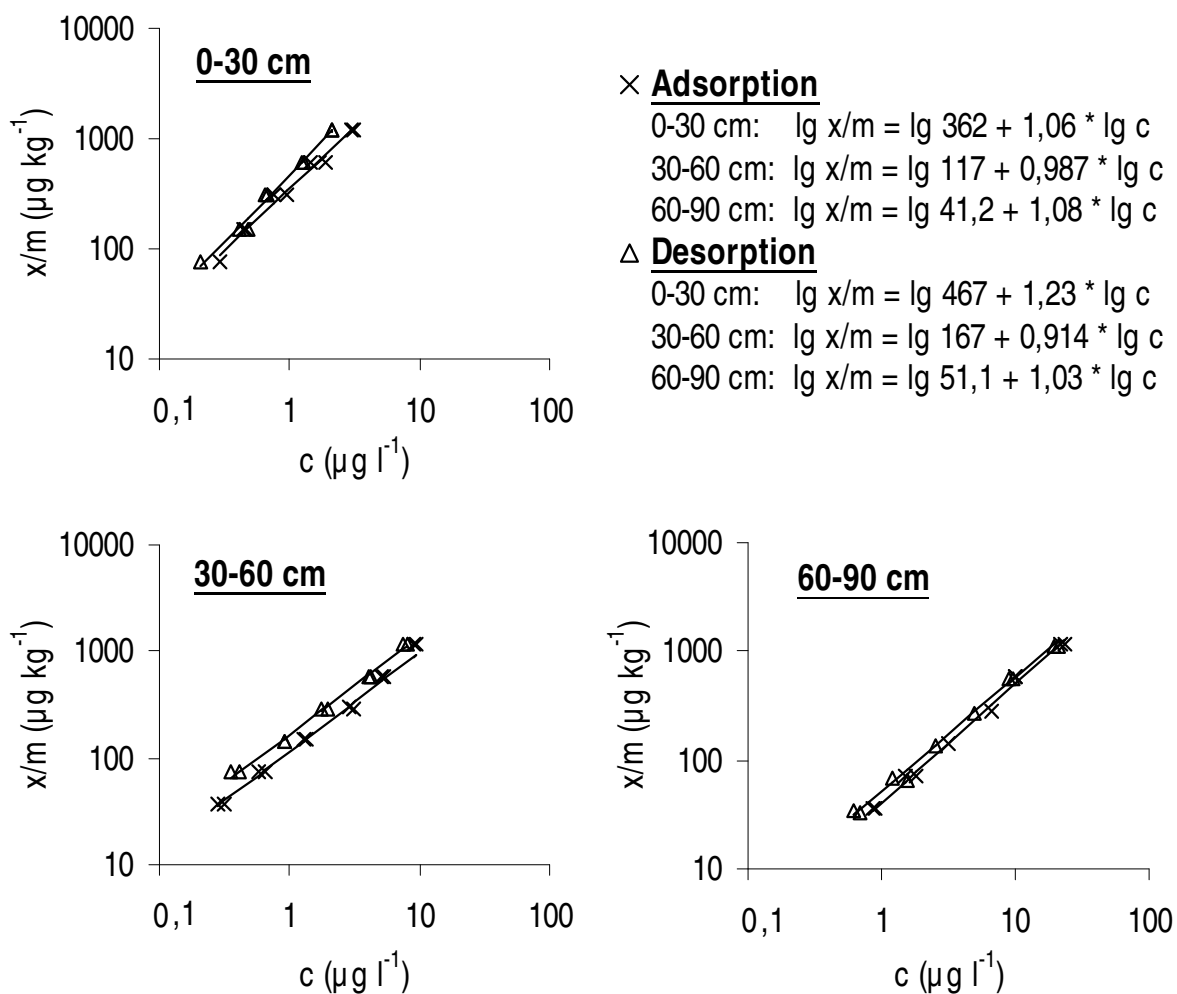 10000
1000
100
10
x/m (µg kg⁻¹)
0-30 cm
0,1 1 10 100
c (µg l⁻¹)
× Adsorption
0-30 cm: lg x/m = lg 362 + 1,06 * lg c
30-60 cm: lg x/m = lg 117 + 0,987 * lg c
60-90 cm: lg x/m = lg 41,2 + 1,08 * lg c
△ Desorption
0-30 cm: lg x/m = lg 467 + 1,23 * lg c
30-60 cm: lg x/m = lg 167 + 0,914 * lg c
60-90 cm: lg x/m = lg 51,1 + 1,03 * lg c
10000
1000
100
10
x/m (µg kg⁻¹)
30-60 cm
0,1 1 10 100
c (µg l⁻¹)
10000
1000
100
10
x/m (µg kg⁻¹)
60-90 cm
0,1 1 10 100
c (µg l⁻¹)